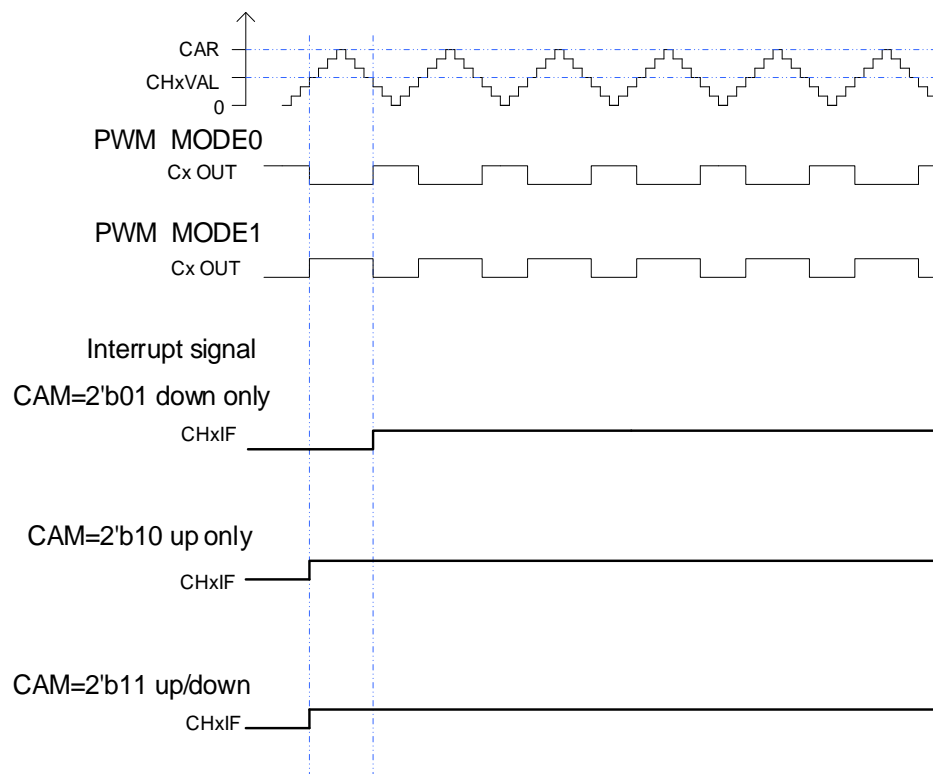 CAR
CHxVAL
0
PWM MODE0
Cx OUT
PWM MODE1
Cx OUT
Interrupt signal
CAM=2'b01 down only
CHxIF
CAM=2'b10 up only
CHxIF
CAM=2'b11 up/down
CHxIF